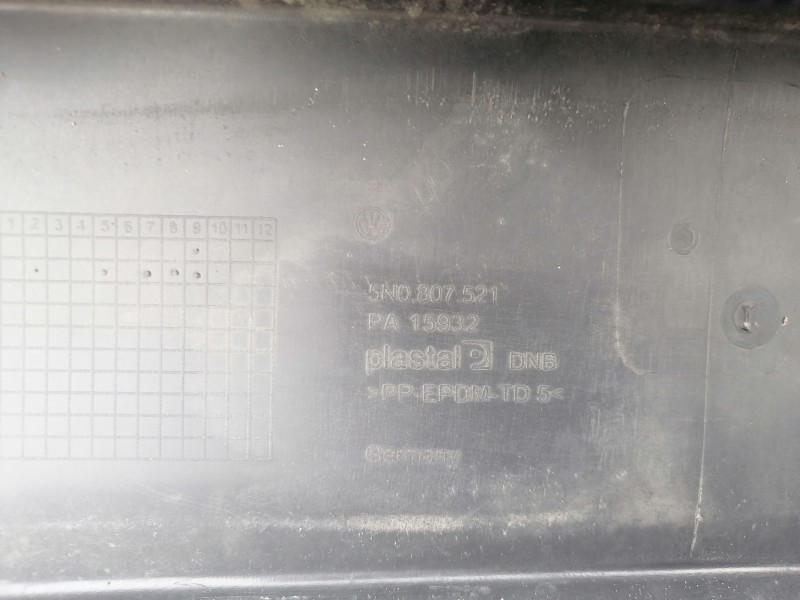 1 2 3 4 5 6 7 8 9 10 11 12
5N0.807.521
PA 15932
plastal DNB
>PP-EPDM-TD 5<
Germany